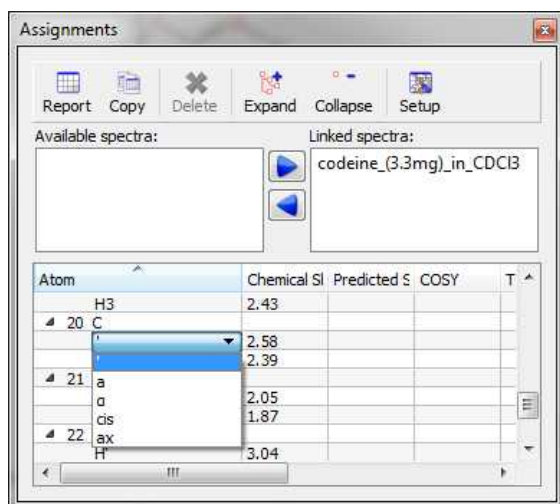 Assignments
Report Copy Delete Expand Collapse Setup
Available spectra: Linked spectra:
codeine_(3.3mg)_in_CDCl3
Atom Chemical Sl Predicted S COSY T
H3 2.43
20 C
' 2.58
' 2.39
21
a
α 2.05
cis 1.87
22 ax
H' 3.04